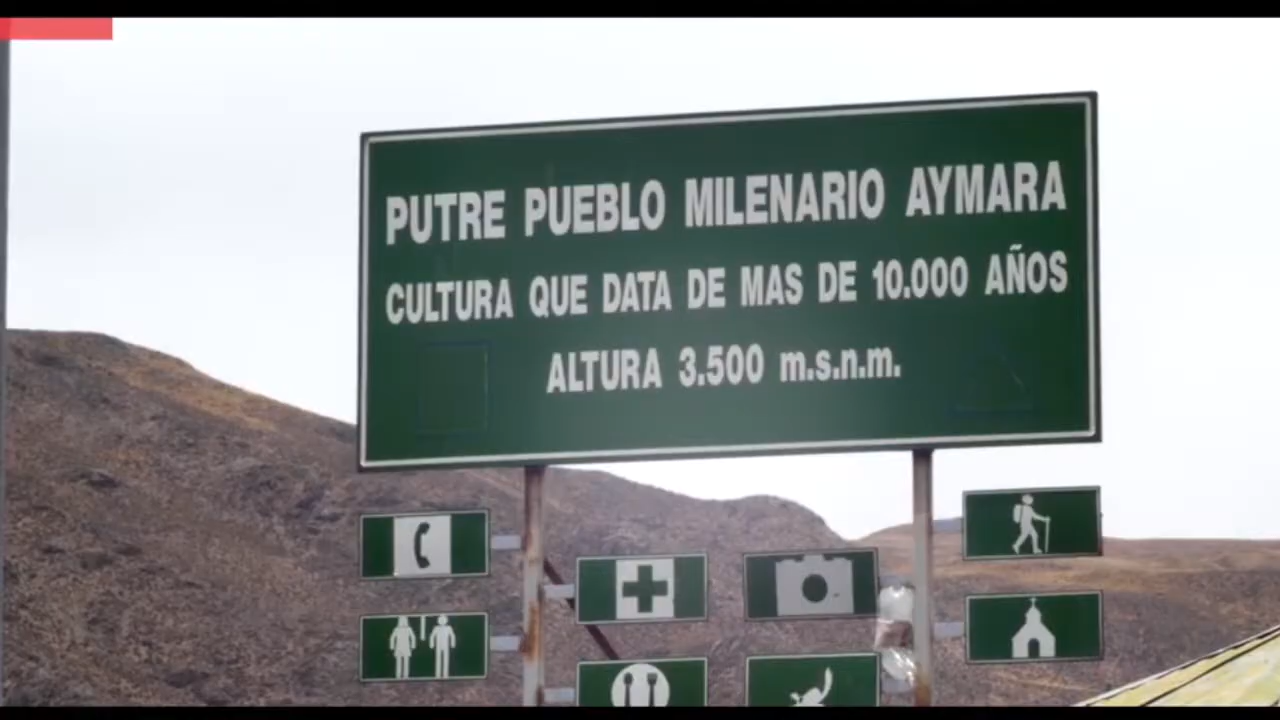 PUTRE PUEBLO MILENARIO AYMARA
CULTURA QUE DATA DE MAS DE 10.000 AÑOS
ALTURA 3.500 m.s.n.m.